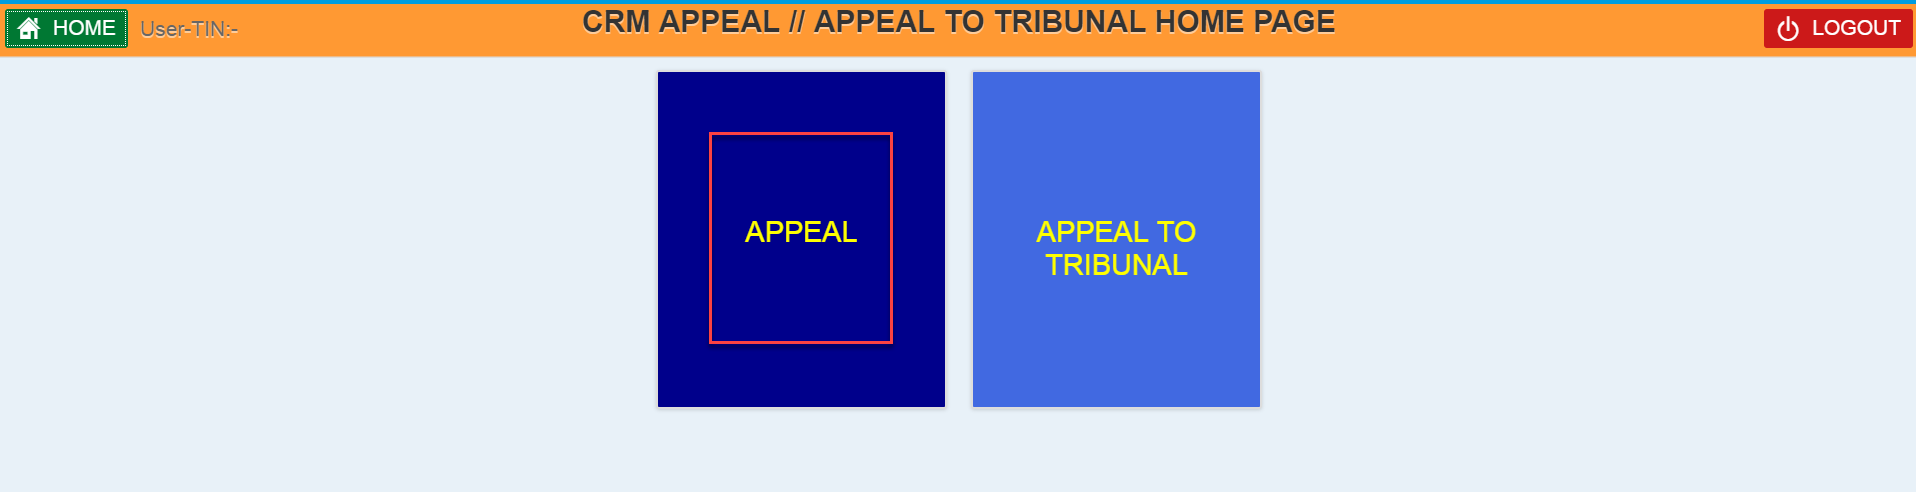 HOME
User-TIN:-
CRM APPEAL // APPEAL TO TRIBUNAL HOME PAGE
LOGOUT
APPEAL
APPEAL TO
TRIBUNAL